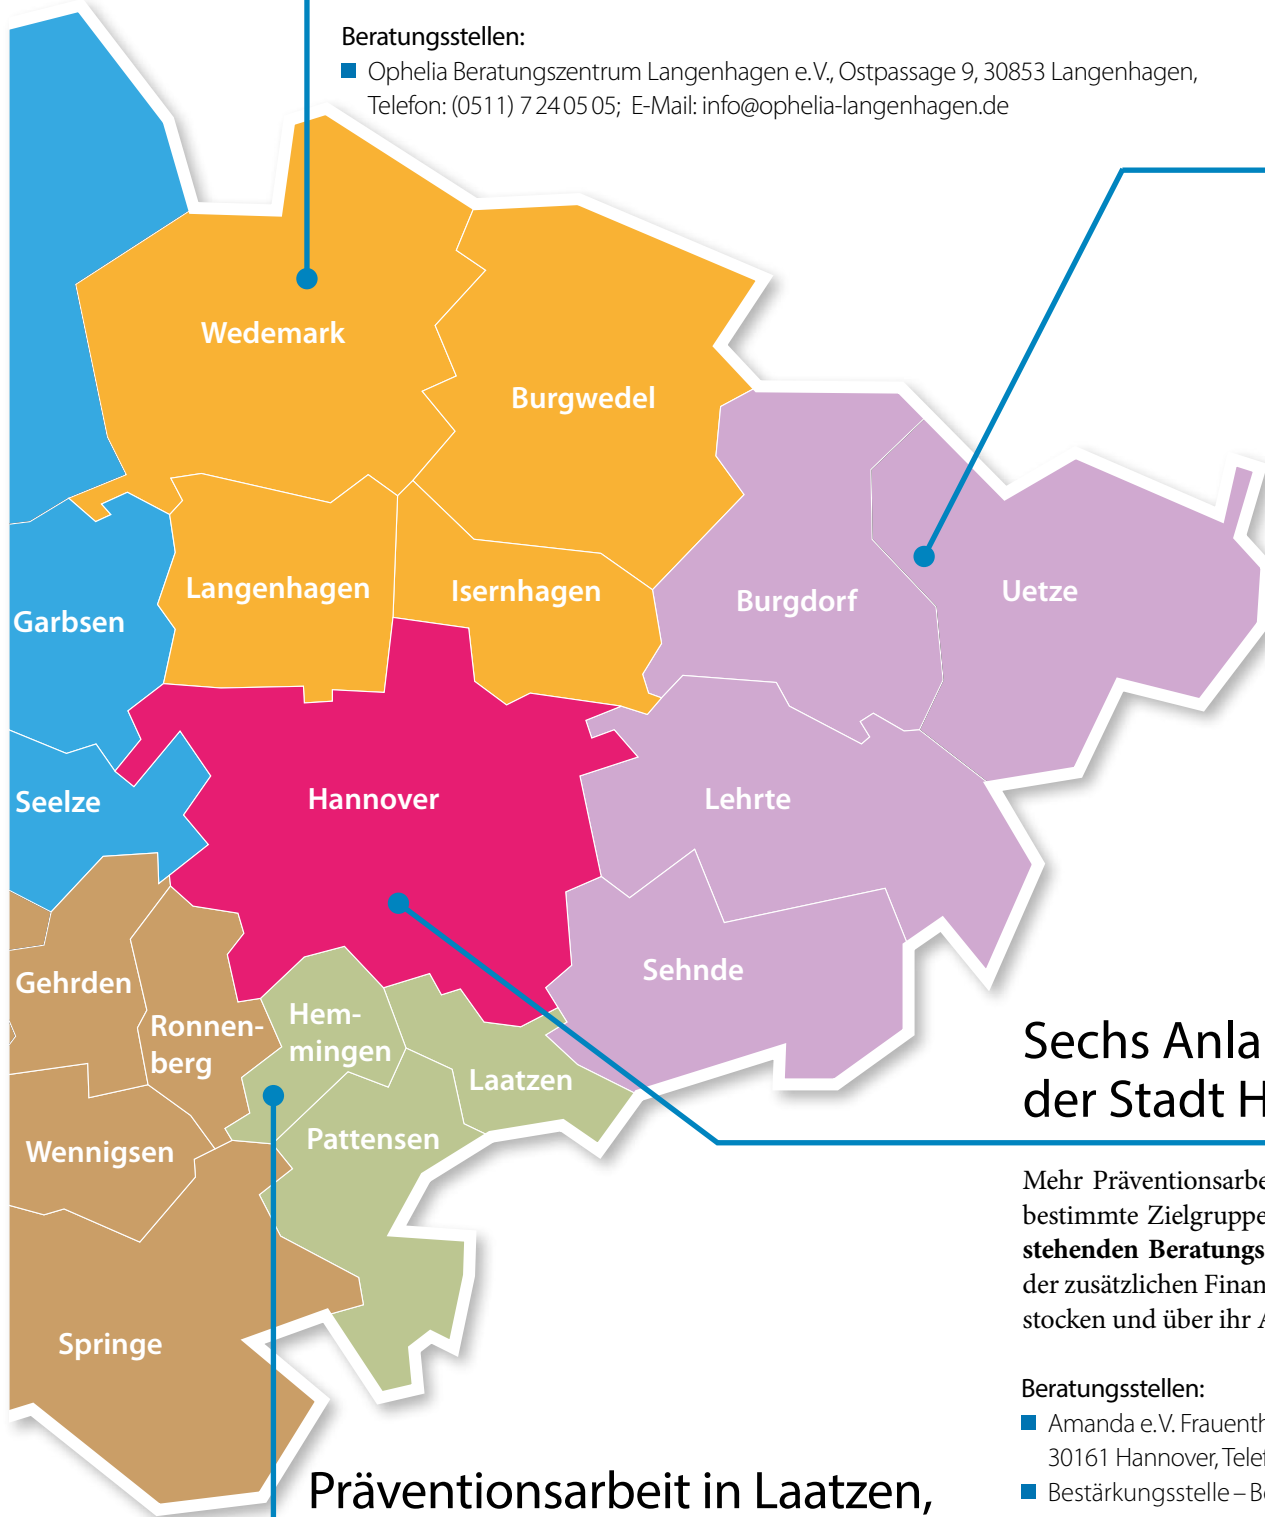 Beratungsstellen:
■ Ophelia Beratungszentrum Langenhagen e.V., Ostpassage 9, 30853 Langenhagen,
Telefon: (0511) 7 24 05 05; E-Mail: info@ophelia-langenhagen.de
Wedemark
Burgwedel
Langenhagen
Isernhagen
Burgdorf
Uetze
Garbsen
Seelze
Hannover
Lehrte
Sehnde
Gehrden
Ronnen-
berg
Hem-
mingen
Laatzen
Wennigsen
Pattensen
Springe
Sechs Anla
der Stadt H
Mehr Präventionsarbe
bestimmte Zielgruppe
stehenden Beratungs
der zusätzlichen Finan
stocken und über ihr A
Beratungsstellen:
■ Amanda e.V. Frauenth
30161 Hannover, Telef
■ Bestärkungsstelle – Be
Präventionsarbeit in Laatzen,